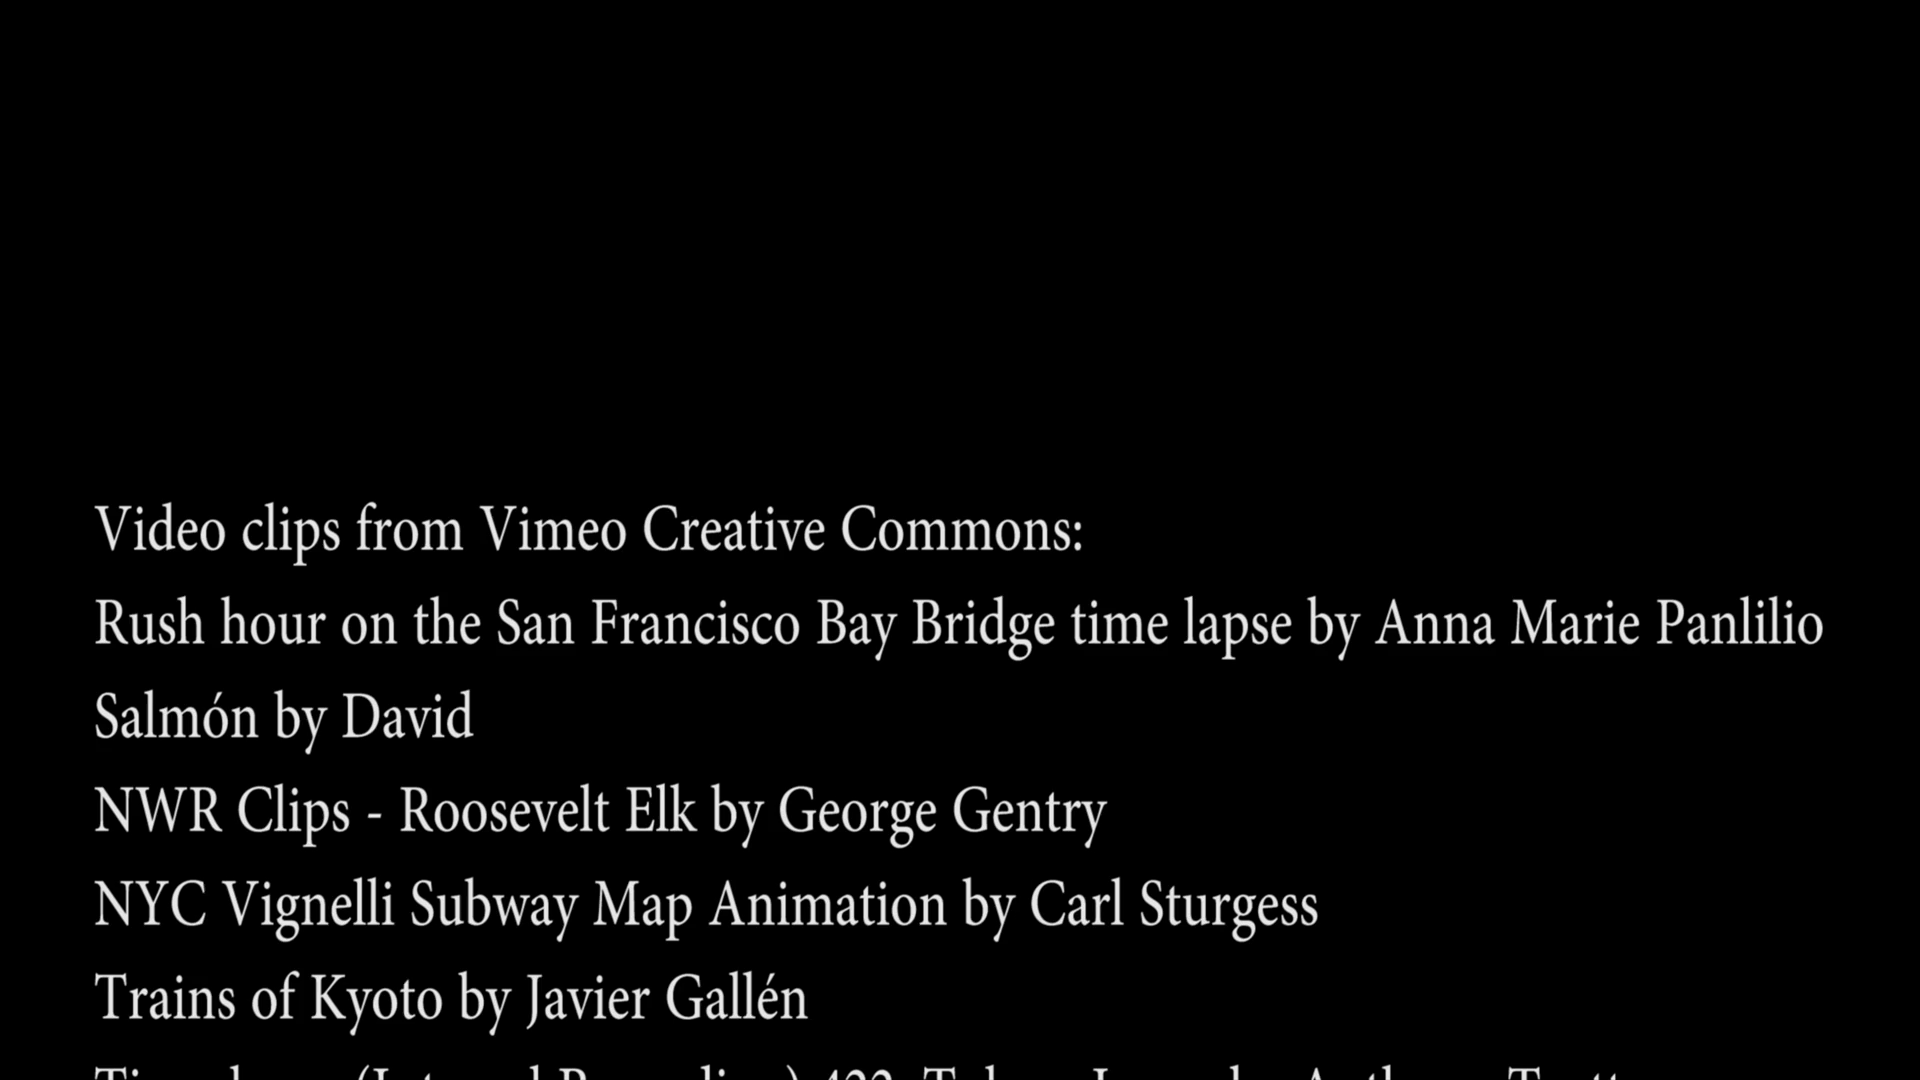 Video clips from Vimeo Creative Commons:
Rush hour on the San Francisco Bay Bridge time lapse by Anna Marie Panlilio
Salmón by David
NWR Clips - Roosevelt Elk by George Gentry
NYC Vignelli Subway Map Animation by Carl Sturgess
Trains of Kyoto by Javier Gallén